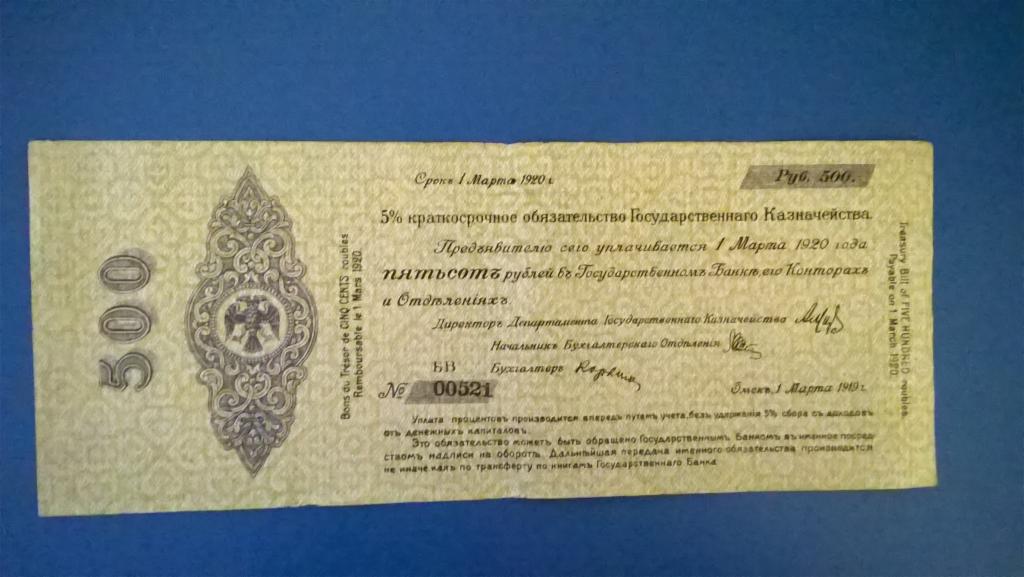 500
Bons du Trésor de CINQ CENTS roubles
Remboursable le 1 Mars 1920.
Срокъ 1 Марта 1920 г.
Руб. 500.
5% краткосрочное обязательство Государственнаго Казначейства.
Предъявителю сего уплачивается 1 Марта 1920 года
ПЯТЬСОТЪ рублей въ Государственномъ Банкѣ, его Конторахъ
и Отдѣленіяхъ.
Директоръ Департамента Государственнаго Казначейства
Начальникъ Бухгалтерскаго Отдѣленія
БВ
Бухгалтеръ
№ 00521
Омскъ, 1 Марта 1919 г.
Уплата процентовъ производится впередъ путемъ учета, безъ удержанія 5% сбора съ доходовъ
отъ денежныхъ капиталовъ.
Это обязательство можетъ быть обращено Государственнымъ Банкомъ въ именное посред-
ствомъ надписи на оборотѣ. Дальнѣйшая передача именного обязательства производится
не иначе, какъ по трансферту по книгамъ Государственнаго Банка
Treasury Bill of FIVE HUNDRED roubles.
Payable on 1 March 1920.